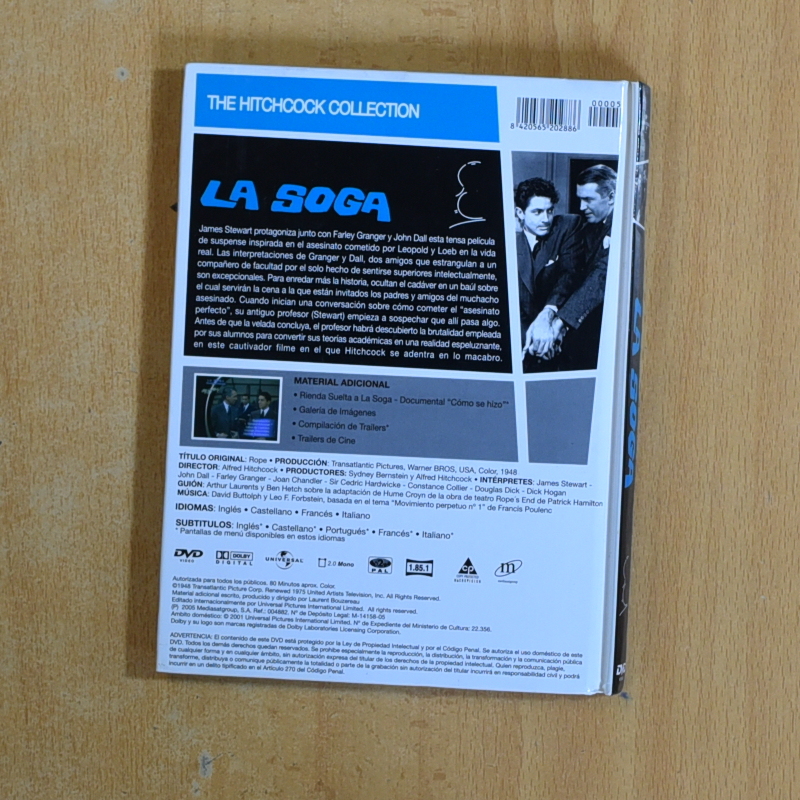 THE HITCHCOCK COLLECTION
00005
8 420565 202886
LA SOGA
James Stewart protagoniza junto con Farley Granger y John Dall esta tensa película
de suspense inspirada en el asesinato cometido por Leopold y Loeb en la vida
real. Las interpretaciones de Granger y Dall, dos amigos que estrangulan a un
compañero de facultad por el solo hecho de sentirse superiores intelectualmente,
son excepcionales. Para enredar más la historia, ocultan el cadáver en un baúl sobre
el cual servirán la cena a la que están invitados los padres y amigos del muchacho
asesinado. Cuando inician una conversación sobre cómo cometer el "asesinato
perfecto", su antiguo profesor (Stewart) empieza a sospechar que allí pasa algo.
Antes de que la velada concluya, el profesor habrá descubierto la brutalidad empleada
por sus alumnos para convertir sus teorías académicas en una realidad espeluznante,
en este cautivador filme en el que Hitchcock se adentra en lo macabro.
MATERIAL ADICIONAL
• Rienda Suelta a La Soga - Documental "Cómo se hizo*"
• Galería de Imágenes
• Compilación de Trailers*
• Trailers de Cine
TÍTULO ORIGINAL: Rope • PRODUCCIÓN: Transatlantic Pictures, Warner BROS, USA, Color, 1948
DIRECTOR: Alfred Hitchcock • PRODUCTORES: Sydney Bernstein y Alfred Hitchcock • INTÉRPRETES: James Stewart -
John Dall - Farley Granger - Joan Chandler - Sir Cedric Hardwicke - Constance Collier - Douglas Dick - Dick Hogan
GUIÓN: Arthur Laurents y Ben Hetch sobre la adaptación de Hume Croyn de la obra de teatro Rope's End de Patrick Hamilton
MÚSICA: David Buttolph y Leo F. Forbstein, basada en el tema "Movimiento perpetuo nº 1" de Francis Poulenc
IDIOMAS: Inglés • Castellano • Francés • Italiano
SUBTITULOS: Inglés* • Castellano* • Portugués* • Francés* • Italiano*
* Pantallas de menú disponibles en estos idiomas
DVD VIDEO DOLBY DIGITAL UNIVERSAL 2.0 Mono PAL 1.85.1 CP m
Autorizada para todos los públicos. 80 Minutos aprox. Color.
©1948 Transatlantic Picture Corp. Renewed 1975 United Artists Television, Inc. All Rights Reserved.
Material adicional escrito, producido y dirigido por Laurent Bouzereau
Editado internacionalmente por Universal Pictures International Limited. All rights reserved.
(P) 2005 Mediasatgroup, S.A. Ref.: 004882. Nº de Depósito Legal: M-14158-05
Ambito doméstico: © 2001 Universal Pictures International Limited. Nº de Expediente del Ministerio de Cultura: 22.356.
Dolby y su logo son marcas registradas de Dolby Laboratories Licensing Corporation.
ADVERTENCIA: El contenido de este DVD está protegido por la Ley de Propiedad Intelectual y por el Código Penal. Se autoriza el uso doméstico de este
DVD. Todos los demás derechos quedan reservados. Se prohibe especialmente la reproducción, la distribución, la transformación y la comunicación pública
de cualquier forma y en cualquier ámbito, sin autorización expresa del titular de los derechos de la propiedad intelectual. Quien reproduzca, plagie,
transforme, distribuya o comunique públicamente la totalidad o parte de la grabación sin autorización del titular incurrirá en responsabilidad civil y podrá
incurrir en un delito tipificado en el Artículo 270 del Código Penal.
LA SOGA
DVD